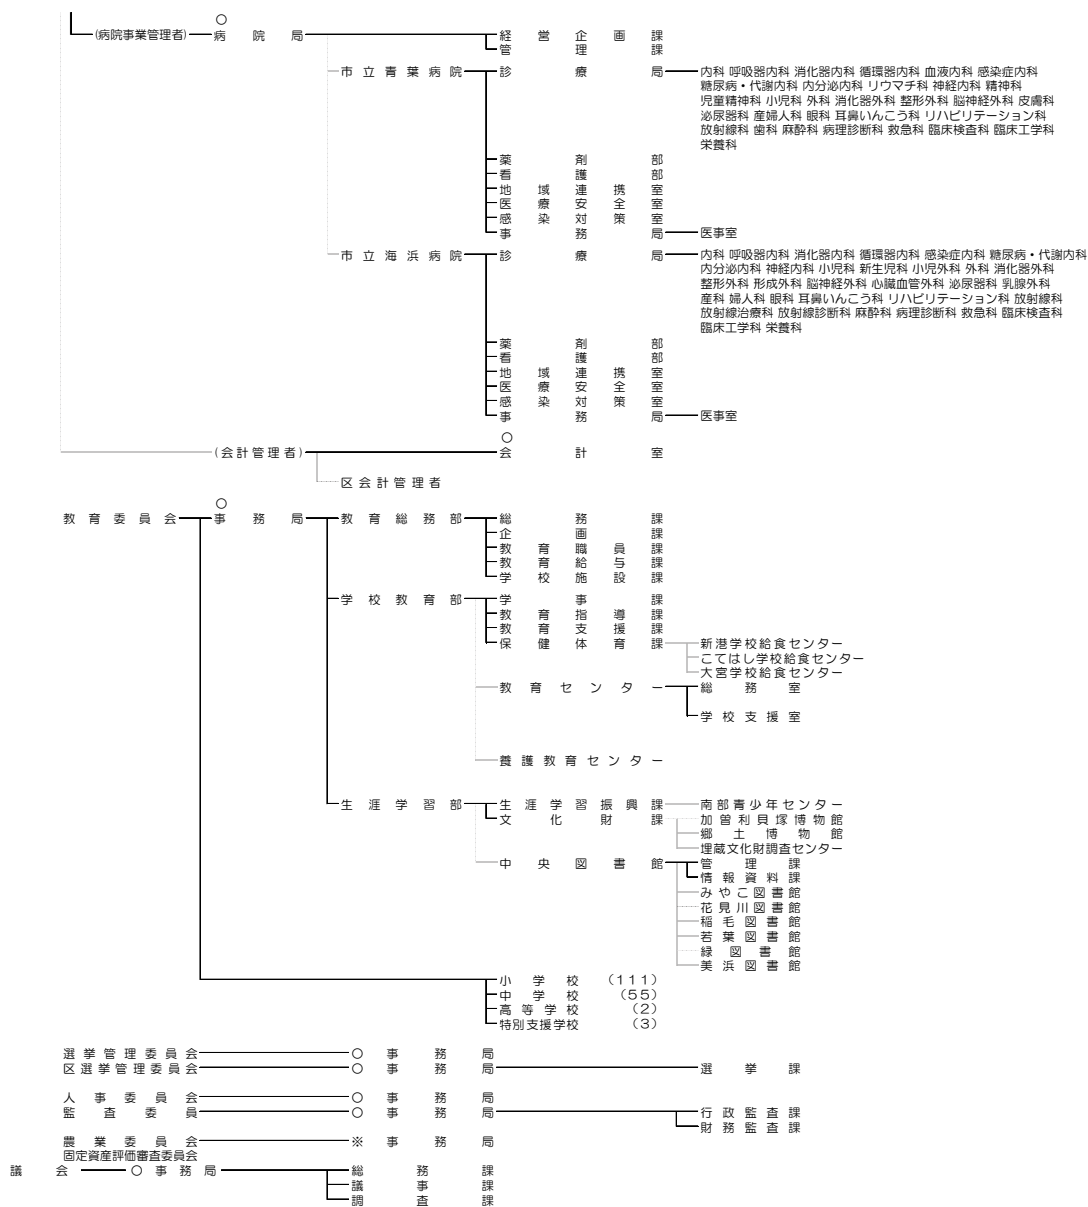 ○
(病院事業管理者) 病院局 経営企画課
管理課
市立青葉病院 診療局 内科 呼吸器内科 消化器内科 循環器内科 血液内科 感染症内科
糖尿病・代謝内科 内分泌内科 リウマチ科 神経内科 精神科
児童精神科 小児科 外科 消化器外科 整形外科 脳神経外科 皮膚科
泌尿器科 産婦人科 眼科 耳鼻いんこう科 リハビリテーション科
放射線科 歯科 麻酔科 病理診断科 救急科 臨床検査科 臨床工学科
栄養科
薬剤部
看護部
地域連携室
医療安全室
感染対策室
事務局 医事室
市立海浜病院 診療局 内科 呼吸器内科 消化器内科 循環器内科 感染症内科 糖尿病・代謝内科
内分泌内科 神経内科 小児科 新生児科 小児外科 外科 消化器外科
整形外科 形成外科 脳神経外科 心臓血管外科 泌尿器科 乳腺外科
産科 婦人科 眼科 耳鼻いんこう科 リハビリテーション科 放射線科
放射線治療科 放射線診断科 麻酔科 病理診断科 救急科 臨床検査科
臨床工学科 栄養科
薬剤部
看護部
地域連携室
医療安全室
感染対策室
事務局 医事室
○
(会計管理者) 会計室
区会計管理者
○
教育委員会 事務局 教育総務部 総務課
企画課
教育職員課
教育給与課
学校施設課
学校教育部 学事課
教育指導課
教育支援課
保健体育課 新港学校給食センター
こてはし学校給食センター
大宮学校給食センター
教育センター 総務室
学校支援室
養護教育センター
生涯学習部 生涯学習振興課 南部青少年センター
文化財課 加曽利貝塚博物館
郷土博物館
埋蔵文化財調査センター
中央図書館 管理課
情報資料課
みやこ図書館
花見川図書館
稲毛図書館
若葉図書館
緑図書館
美浜図書館
小学校 (111)
中学校 (55)
高等学校 (2)
特別支援学校 (3)
選挙管理委員会 ○ 事務局
区選挙管理委員会 ○ 事務局 選挙課
人事委員会 ○ 事務局
監査委員 ○ 事務局 行政監査課
財務監査課
農業委員会 ※ 事務局
固定資産評価審査委員会
議会 ○ 事務局 総務課
議事課
調査課